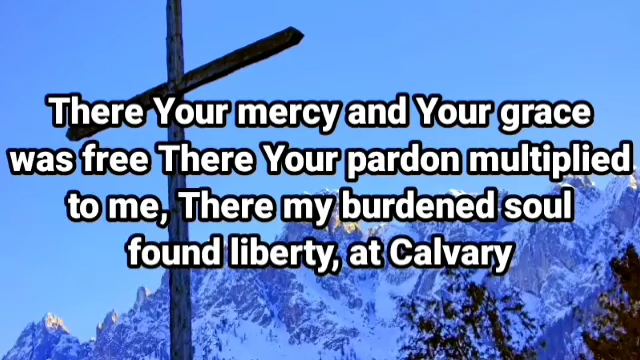 There Your mercy and Your grace
was free There Your pardon multiplied
to me, There my burdened soul
found liberty, at Calvary